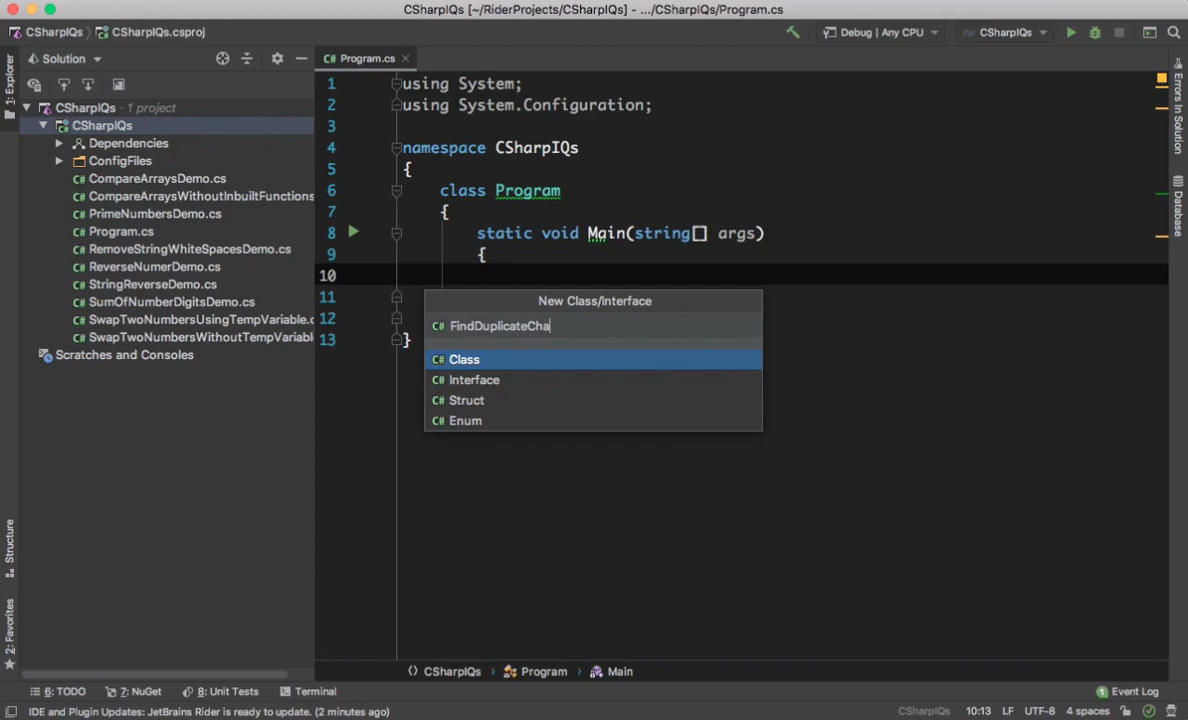 CSharpIQs [~/RiderProjects/CSharpIQs] - .../CSharpIQs/Program.cs
CSharpIQs CSharpIQs.csproj Debug | Any CPU CSharpIQs
1: Explorer
Solution
CSharpIQs · 1 project
CSharpIQs
Dependencies
ConfigFiles
C# CompareArraysDemo.cs
C# CompareArraysWithoutInbuiltFunctions
C# PrimeNumbersDemo.cs
C# Program.cs
C# RemoveStringWhiteSpacesDemo.cs
C# ReverseNumerDemo.cs
C# StringReverseDemo.cs
C# SumOfNumberDigitsDemo.cs
C# SwapTwoNumbersUsingTempVariable.c
C# SwapTwoNumbersWithoutTempVariabl
Scratches and Consoles
Structure
2: Favorites
C# Program.cs
1 using System;
2 using System.Configuration;
3
4 namespace CSharpIQs
5 {
6 class Program
7 {
8 static void Main(string[] args)
9 {
10
11
12
13 }
New Class/Interface
C# FindDuplicateCha
C# Class
C# Interface
C# Struct
C# Enum
Errors In Solution
Database
CSharpIQs Program Main
6: TODO 7: NuGet 8: Unit Tests Terminal 1 Event Log
IDE and Plugin Updates: JetBrains Rider is ready to update. (2 minutes ago) CSharpIQs 10:13 LF UTF-8 4 spaces